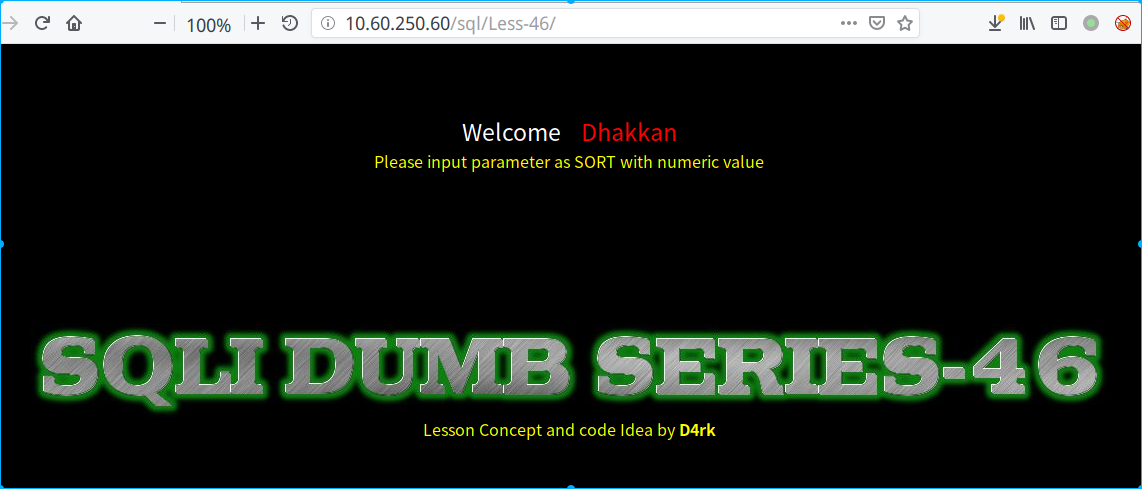 100%
10.60.250.60/sql/Less-46/
Welcome Dhakkan
Please input parameter as SORT with numeric value
SQLI DUMB SERIES-46
Lesson Concept and code Idea by D4rk